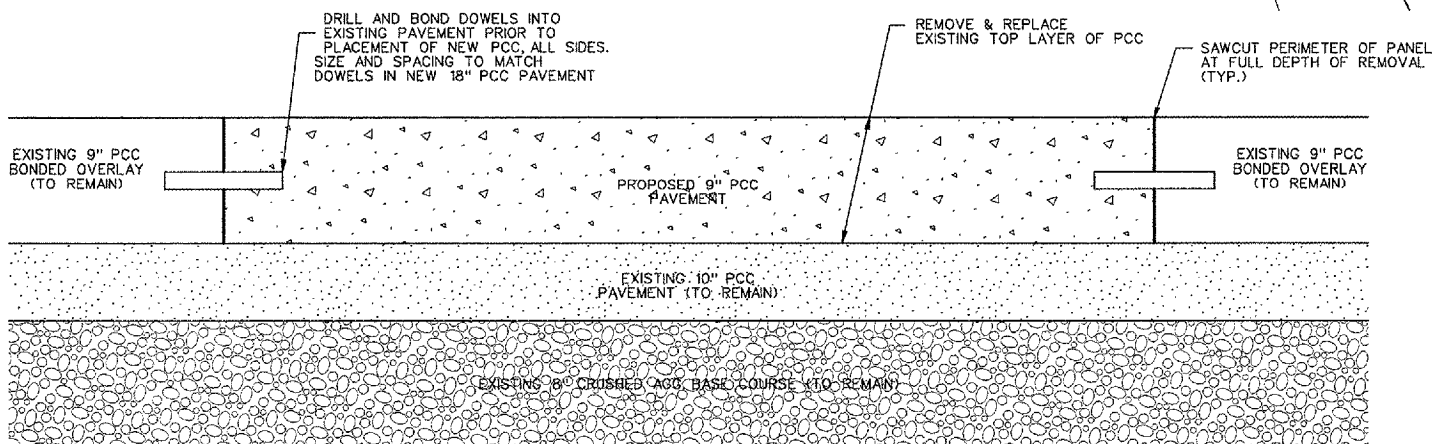 DRILL AND BOND DOWELS INTO
EXISTING PAVEMENT PRIOR TO
PLACEMENT OF NEW PCC, ALL SIDES.
SIZE AND SPACING TO MATCH
DOWELS IN NEW 18" PCC PAVEMENT
REMOVE & REPLACE
EXISTING TOP LAYER OF PCC
SAWCUT PERIMETER OF PANEL
AT FULL DEPTH OF REMOVAL
(TYP.)
EXISTING 9" PCC
BONDED OVERLAY
(TO REMAIN)
PROPOSED 9" PCC
PAVEMENT
EXISTING 9" PCC
BONDED OVERLAY
(TO REMAIN)
EXISTING 10" PCC
PAVEMENT (TO REMAIN)
EXISTING 8" CRUSHED AGG. BASE COURSE (TO REMAIN)